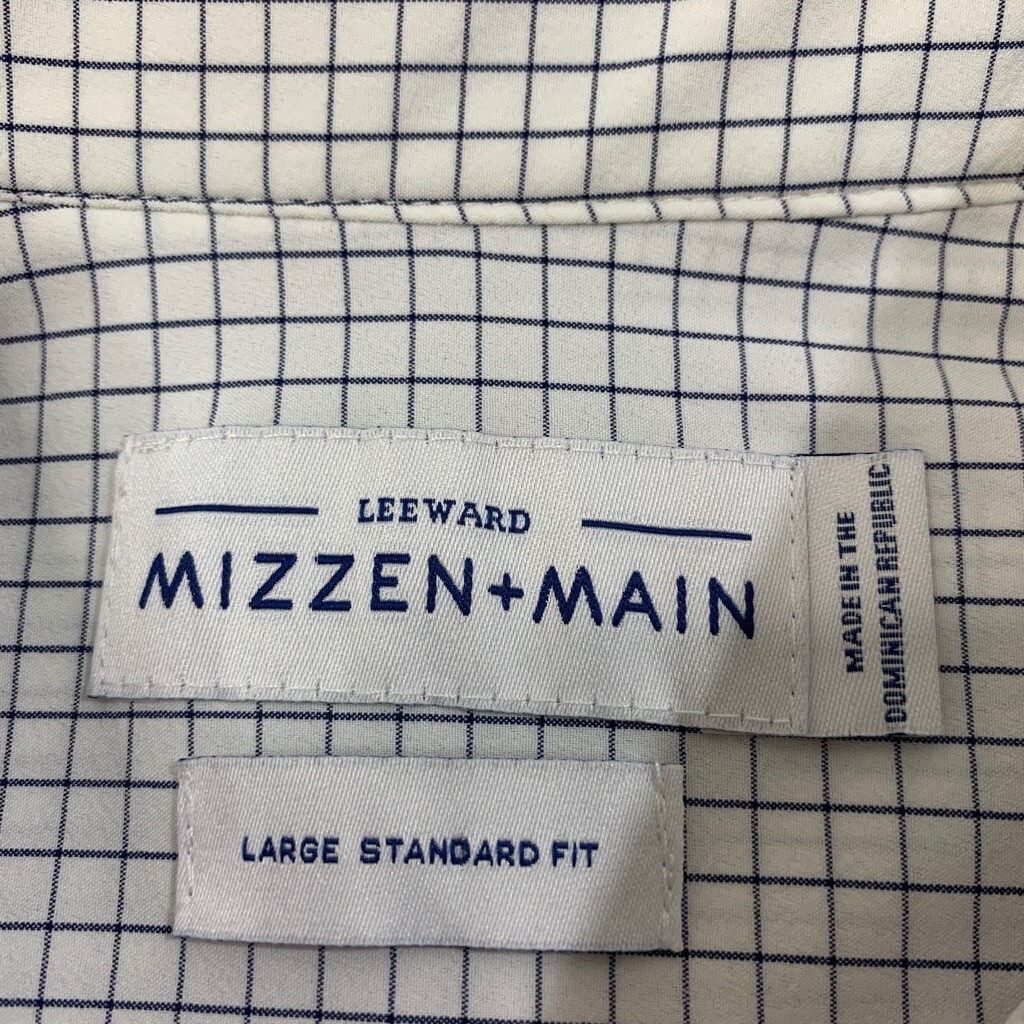 LEEWARD
MIZZEN+MAIN
MADE IN THE
DOMINICAN REPUBLIC
LARGE STANDARD FIT